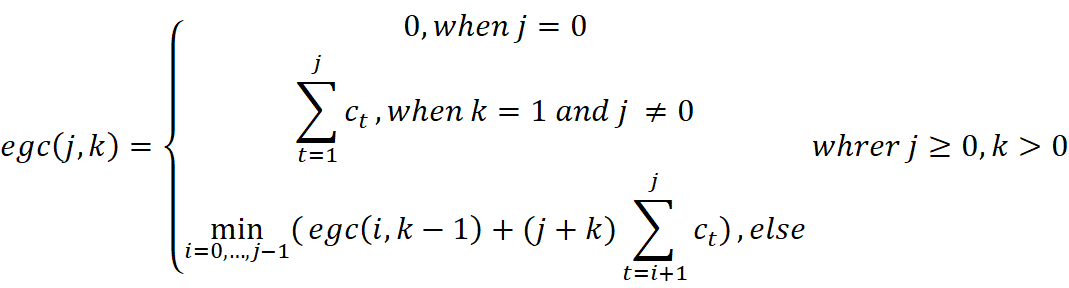 0, when j = 0
egc(j, k) = { ∑_{t=1}^{j} c_t , when k = 1 and j ≠ 0 whrer j ≥ 0, k > 0
min_{i=0,…,j−1} ( egc(i, k − 1) + (j + k) ∑_{t=i+1}^{j} c_t) , else